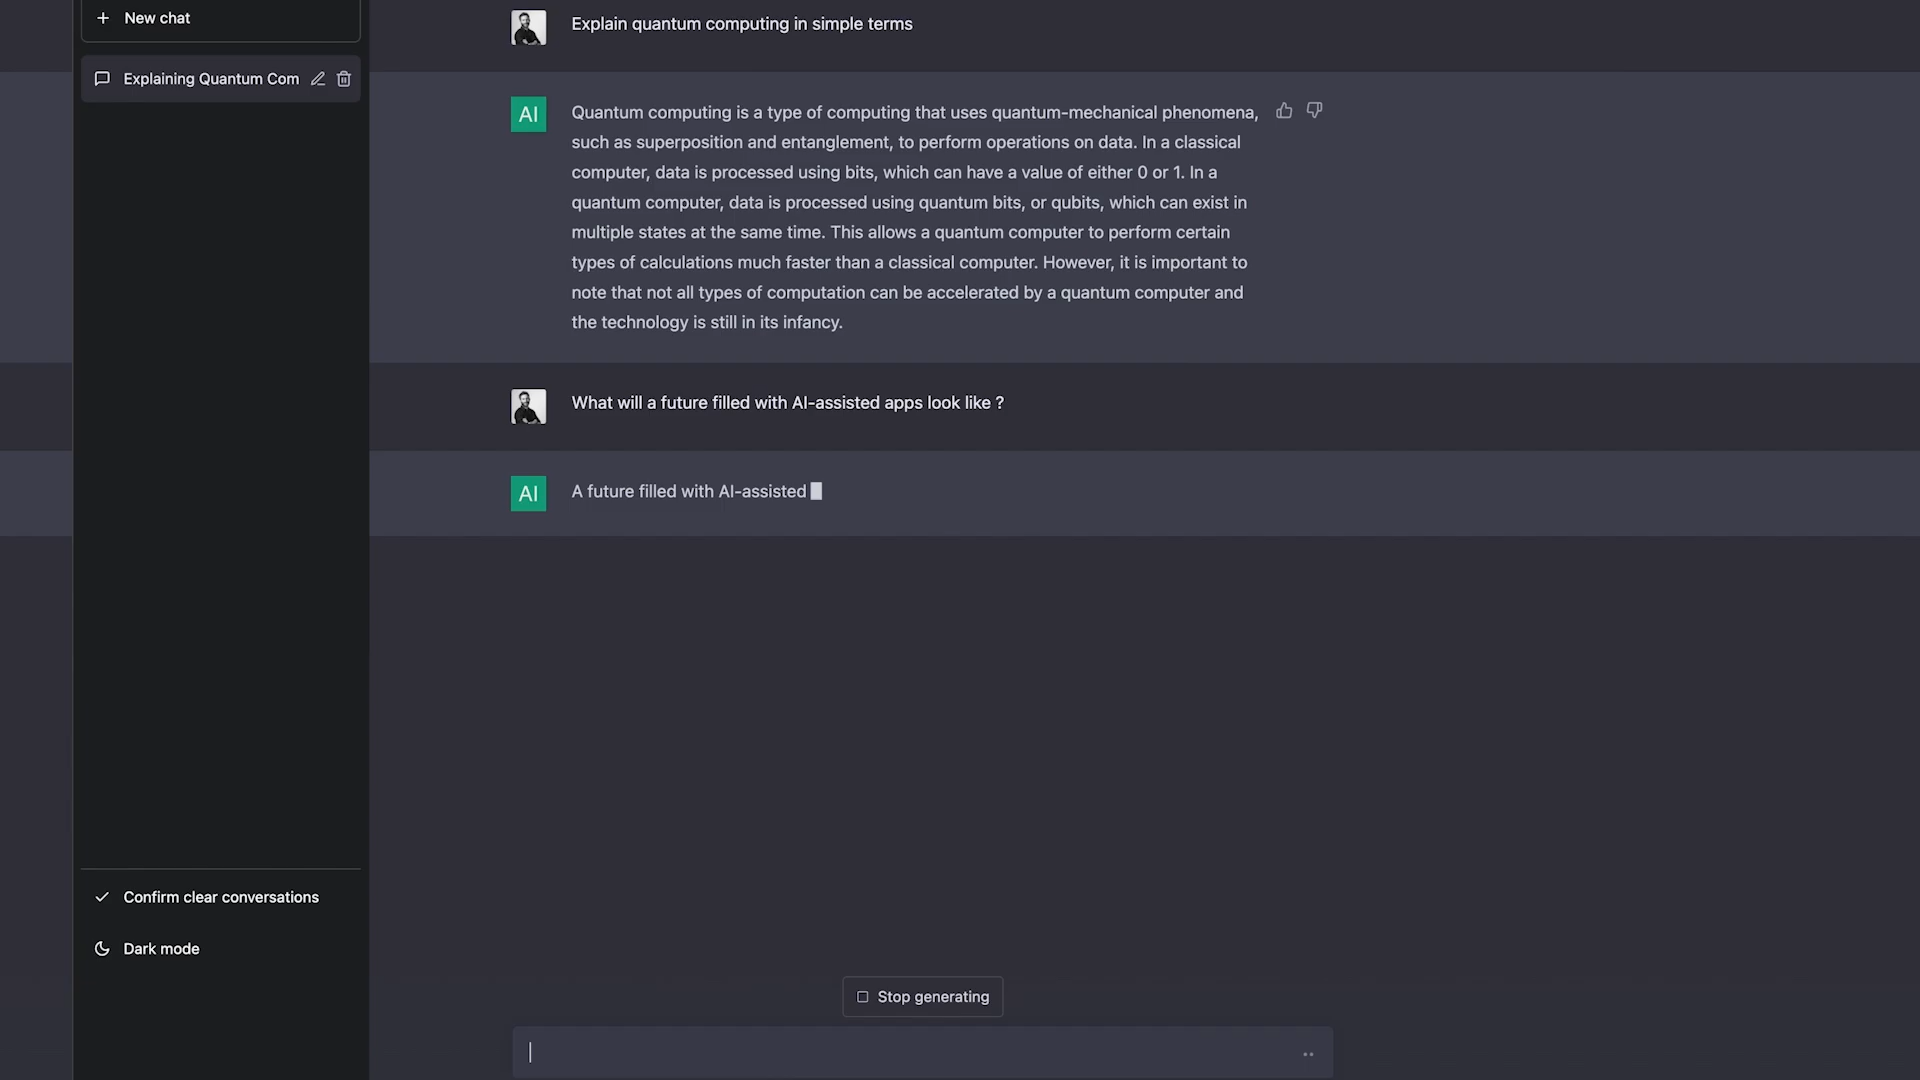 New chat
Explaining Quantum Com
Explain quantum computing in simple terms
AI
Quantum computing is a type of computing that uses quantum-mechanical phenomena,
such as superposition and entanglement, to perform operations on data. In a classical
computer, data is processed using bits, which can have a value of either 0 or 1. In a
quantum computer, data is processed using quantum bits, or qubits, which can exist in
multiple states at the same time. This allows a quantum computer to perform certain
types of calculations much faster than a classical computer. However, it is important to
note that not all types of computation can be accelerated by a quantum computer and
the technology is still in its infancy.
What will a future filled with AI-assisted apps look like ?
AI
A future filled with AI-assisted
Confirm clear conversations
Dark mode
Stop generating